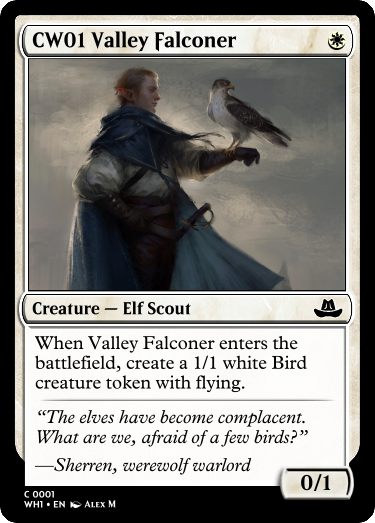 CW01 Valley Falconer
Creature — Elf Scout
When Valley Falconer enters the
battlefield, create a 1/1 white Bird
creature token with flying.
“The elves have become complacent.
What are we, afraid of a few birds?”
—Sherren, werewolf warlord
0/1
C 0001
WH1 • EN Alex M